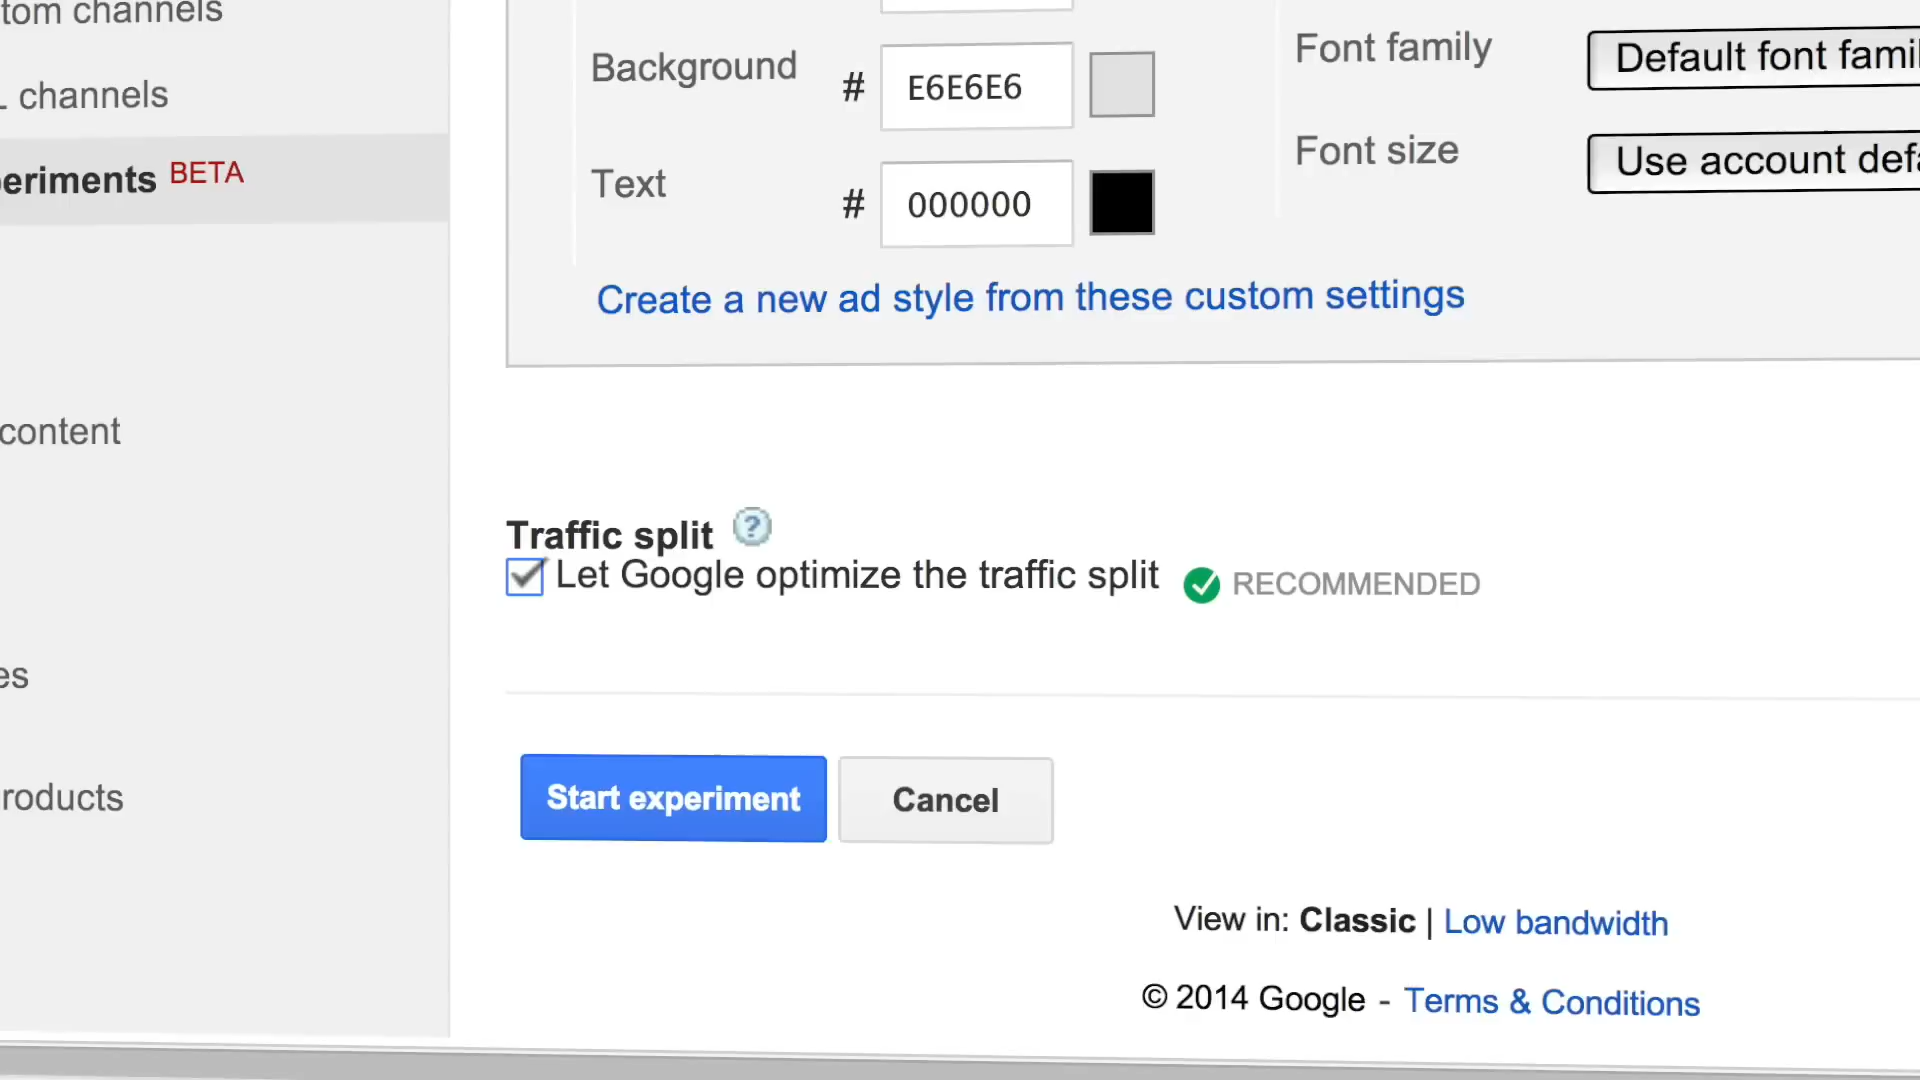 tom channels
L channels
periments BETA
content
es
roducts
Background # E6E6E6
Text # 000000
Font family Default font famil
Font size Use account defa
Create a new ad style from these custom settings
Traffic split ?
Let Google optimize the traffic split RECOMMENDED
Start experiment Cancel
View in: Classic | Low bandwidth
© 2014 Google - Terms & Conditions